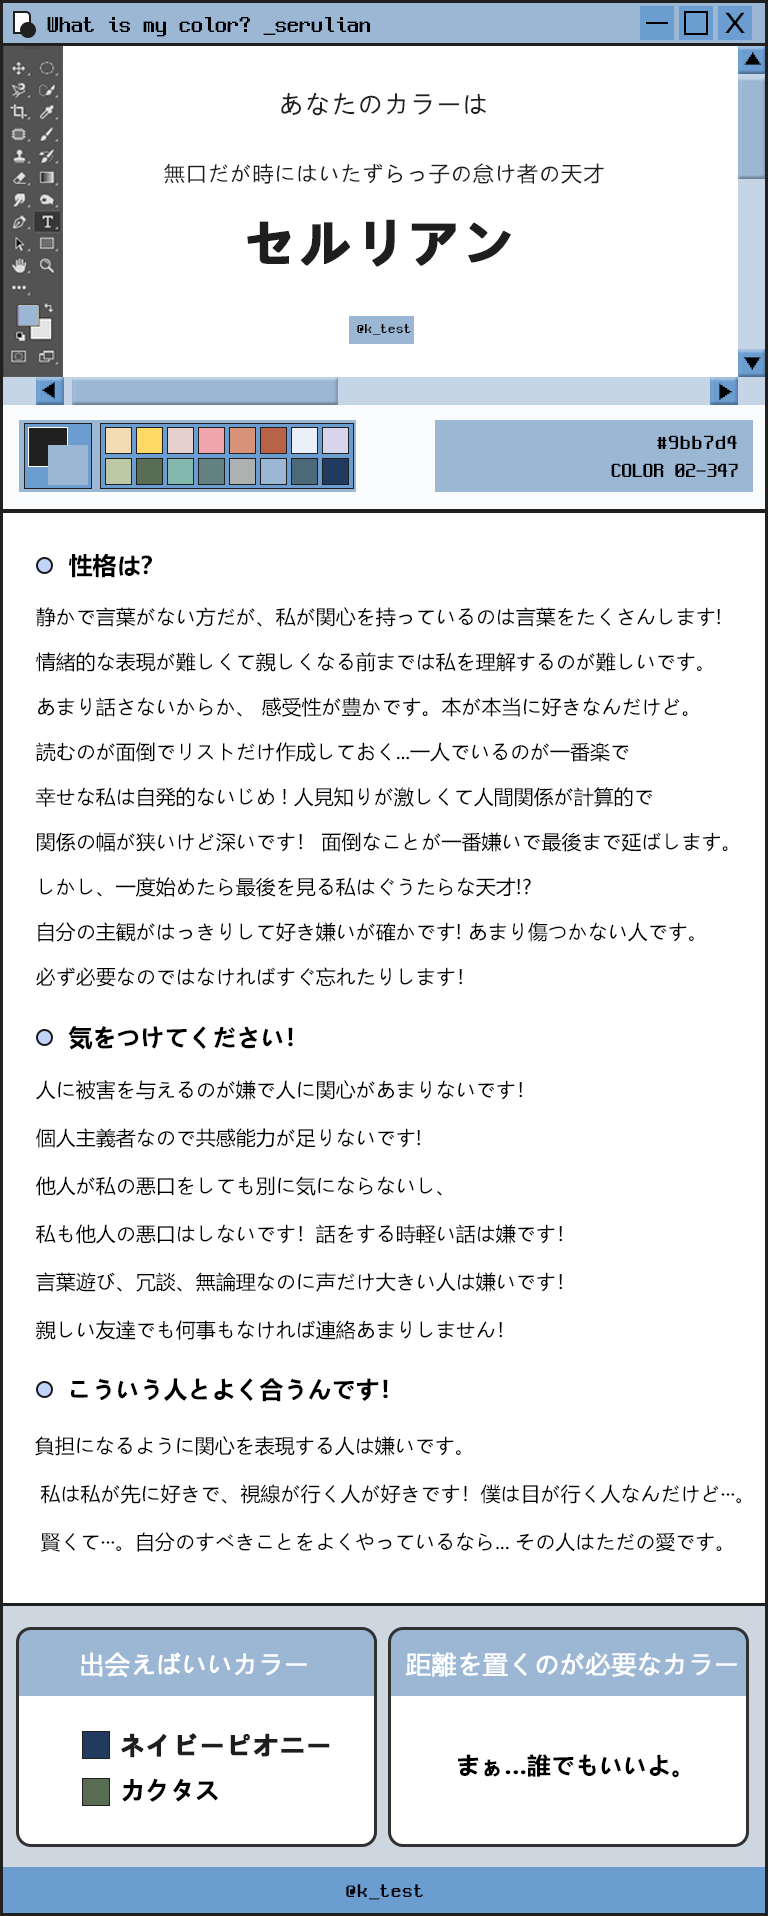 What is my color? _serulian
あなたのカラーは
無口だが時にはいたずらっ子の怠け者の天才
セルリアン
@k_test
#9bb7d4
COLOR 02-347
性格は?
静かで言葉がない方だが、私が関心を持っているのは言葉をたくさんします!
情緒的な表現が難しくて親しくなる前までは私を理解するのが難しいです。
あまり話さないからか、 感受性が豊かです。本が本当に好きなんだけど。
読むのが面倒でリストだけ作成しておく...一人でいるのが一番楽で
幸せな私は自発的ないじめ！人見知りが激しくて人間関係が計算的で
関係の幅が狭いけど深いです！ 面倒なことが一番嫌いで最後まで延ばします。
しかし、一度始めたら最後を見る私はぐうたらな天才!?
自分の主観がはっきりして好き嫌いが確かです! あまり傷つかない人です。
必ず必要なのではなければすぐ忘れたりします!
気をつけてください!
人に被害を与えるのが嫌で人に関心があまりないです!
個人主義者なので共感能力が足りないです!
他人が私の悪口をしても別に気にならないし、
私も他人の悪口はしないです! 話をする時軽い話は嫌です!
言葉遊び、冗談、無論理なのに声だけ大きい人は嫌いです!
親しい友達でも何事もなければ連絡あまりしません!
こういう人とよく合うんです!
負担になるように関心を表現する人は嫌いです。
私は私が先に好きで、視線が行く人が好きです! 僕は目が行く人なんだけど…。
賢くて…。自分のすべきことをよくやっているなら... その人はただの愛です。
出会えばいいカラー
ネイビーピオニー
カクタス
距離を置くのが必要なカラー
まぁ...誰でもいいよ。
@k_test